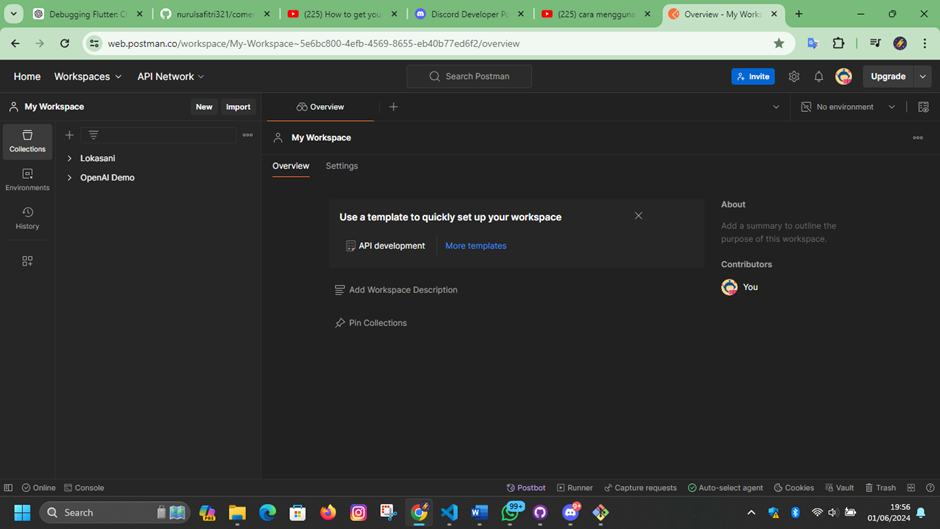 Debugging Flutter: C
nurulsafitri321/comer
(225) How to get your
Discord Developer Po
(225) cara mengguna
Overview - My Works
web.postman.co/workspace/My-Workspace~5e6bc800-4efb-4569-8655-eb40b77ed6f2/overview
Home
Workspaces
API Network
Search Postman
Invite
Upgrade
My Workspace
New
Import
Overview
No environment
Collections
Environments
History
Lokasani
OpenAI Demo
My Workspace
Overview
Settings
Use a template to quickly set up your workspace
API development
More templates
Add Workspace Description
Pin Collections
About
Add a summary to outline the
purpose of this workspace.
Contributors
You
Online
Console
Postbot
Runner
Capture requests
Auto-select agent
Cookies
Vault
Trash
Search
99+
9+
19:56
01/06/2024